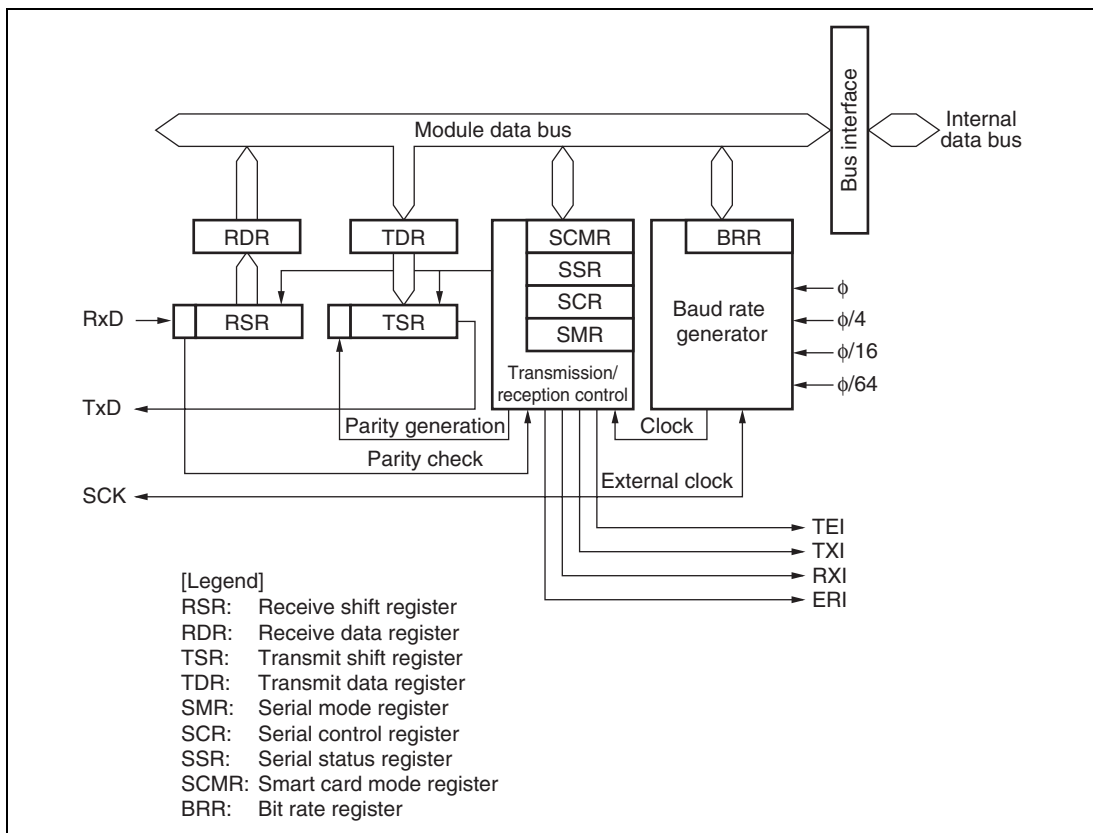 Module data bus
Bus interface
Internal
data bus
RDR
TDR
SCMR
BRR
SSR
SCR
SMR
RxD
RSR
TSR
Baud rate
generator
ϕ
ϕ/4
ϕ/16
ϕ/64
Transmission/
reception control
TxD
Parity generation
Clock
Parity check
External clock
SCK
TEI
TXI
RXI
ERI
[Legend]
RSR: Receive shift register
RDR: Receive data register
TSR: Transmit shift register
TDR: Transmit data register
SMR: Serial mode register
SCR: Serial control register
SSR: Serial status register
SCMR: Smart card mode register
BRR: Bit rate register